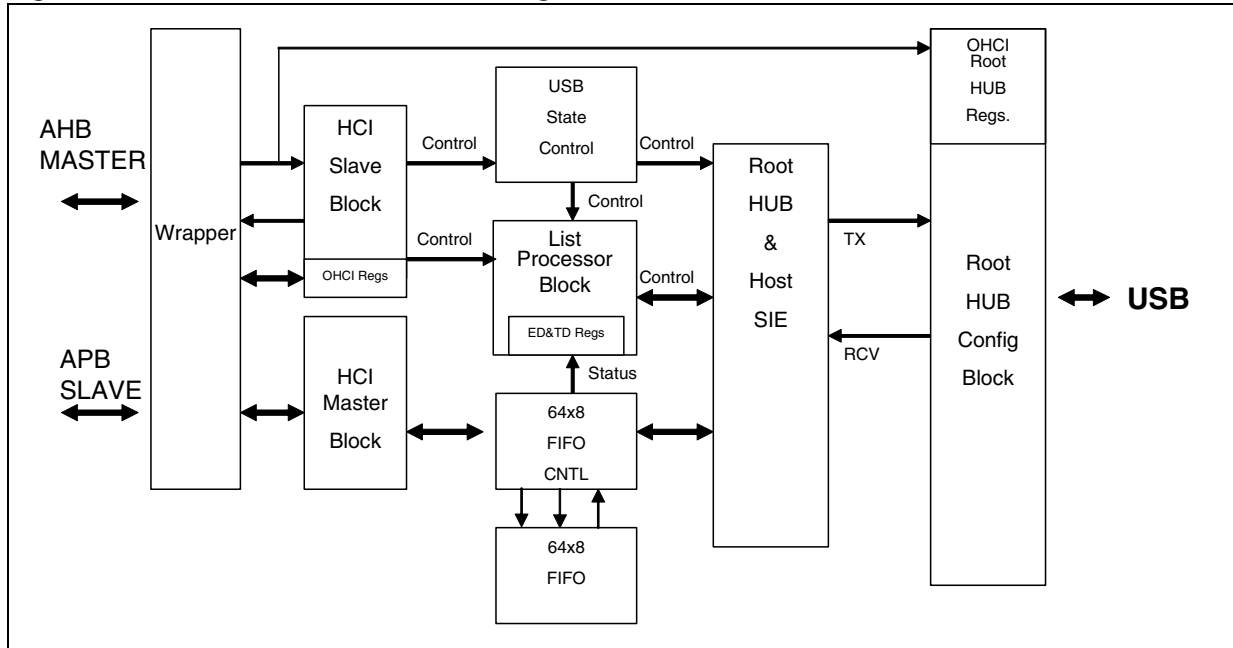 AHB
MASTER
APB
SLAVE
Wrapper
HCI
Slave
Block
OHCI Regs
HCI
Master
Block
Control
Control
USB
State
Control
Control
List
Processor
Block
ED&TD Regs
Status
64x8
FIFO
CNTL
64x8
FIFO
Control
Control
Root
HUB
&
Host
SIE
TX
RCV
OHCI
Root
HUB
Regs.
Root
HUB
Config
Block
USB